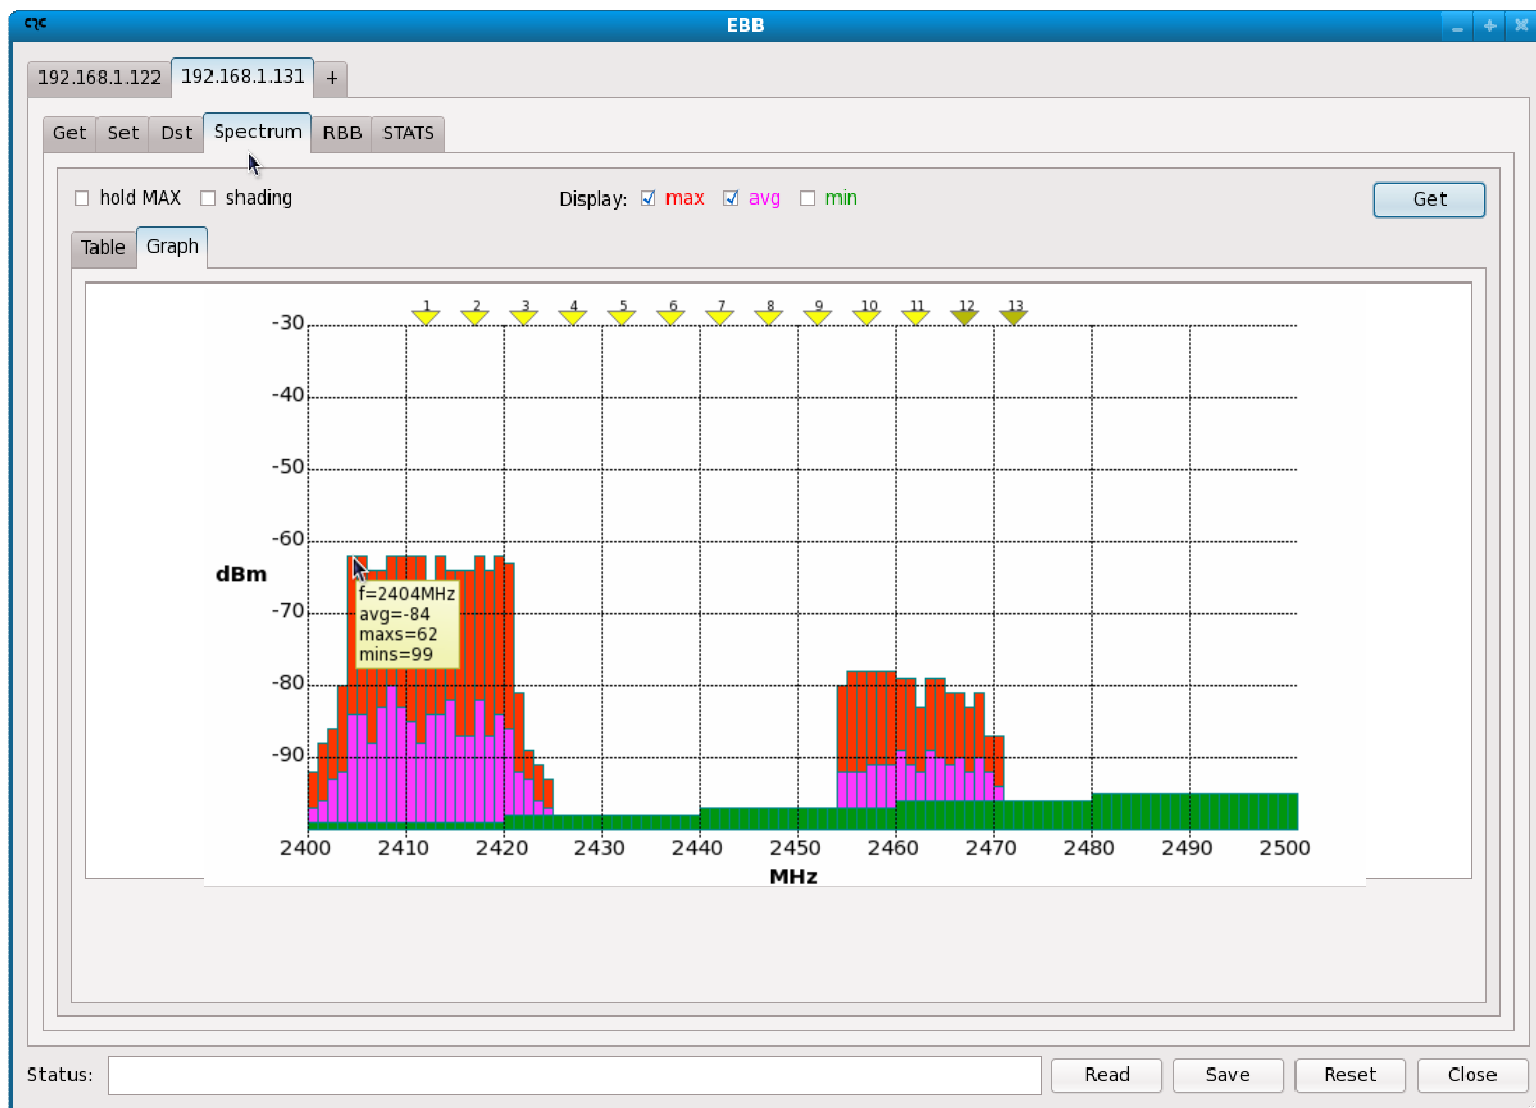 EBB
192.168.1.122 192.168.1.131 +
Get Set Dst Spectrum RBB STATS
hold MAX shading Display: max avg min Get
Table Graph
1 2 3 4 5 6 7 8 9 10 11 12 13
-30
-40
-50
-60
dBm
f=2404MHz
avg=-84
maxs=62
mins=99
-70
-80
-90
2400 2410 2420 2430 2440 2450 2460 2470 2480 2490 2500
MHz
Status: Read Save Reset Close